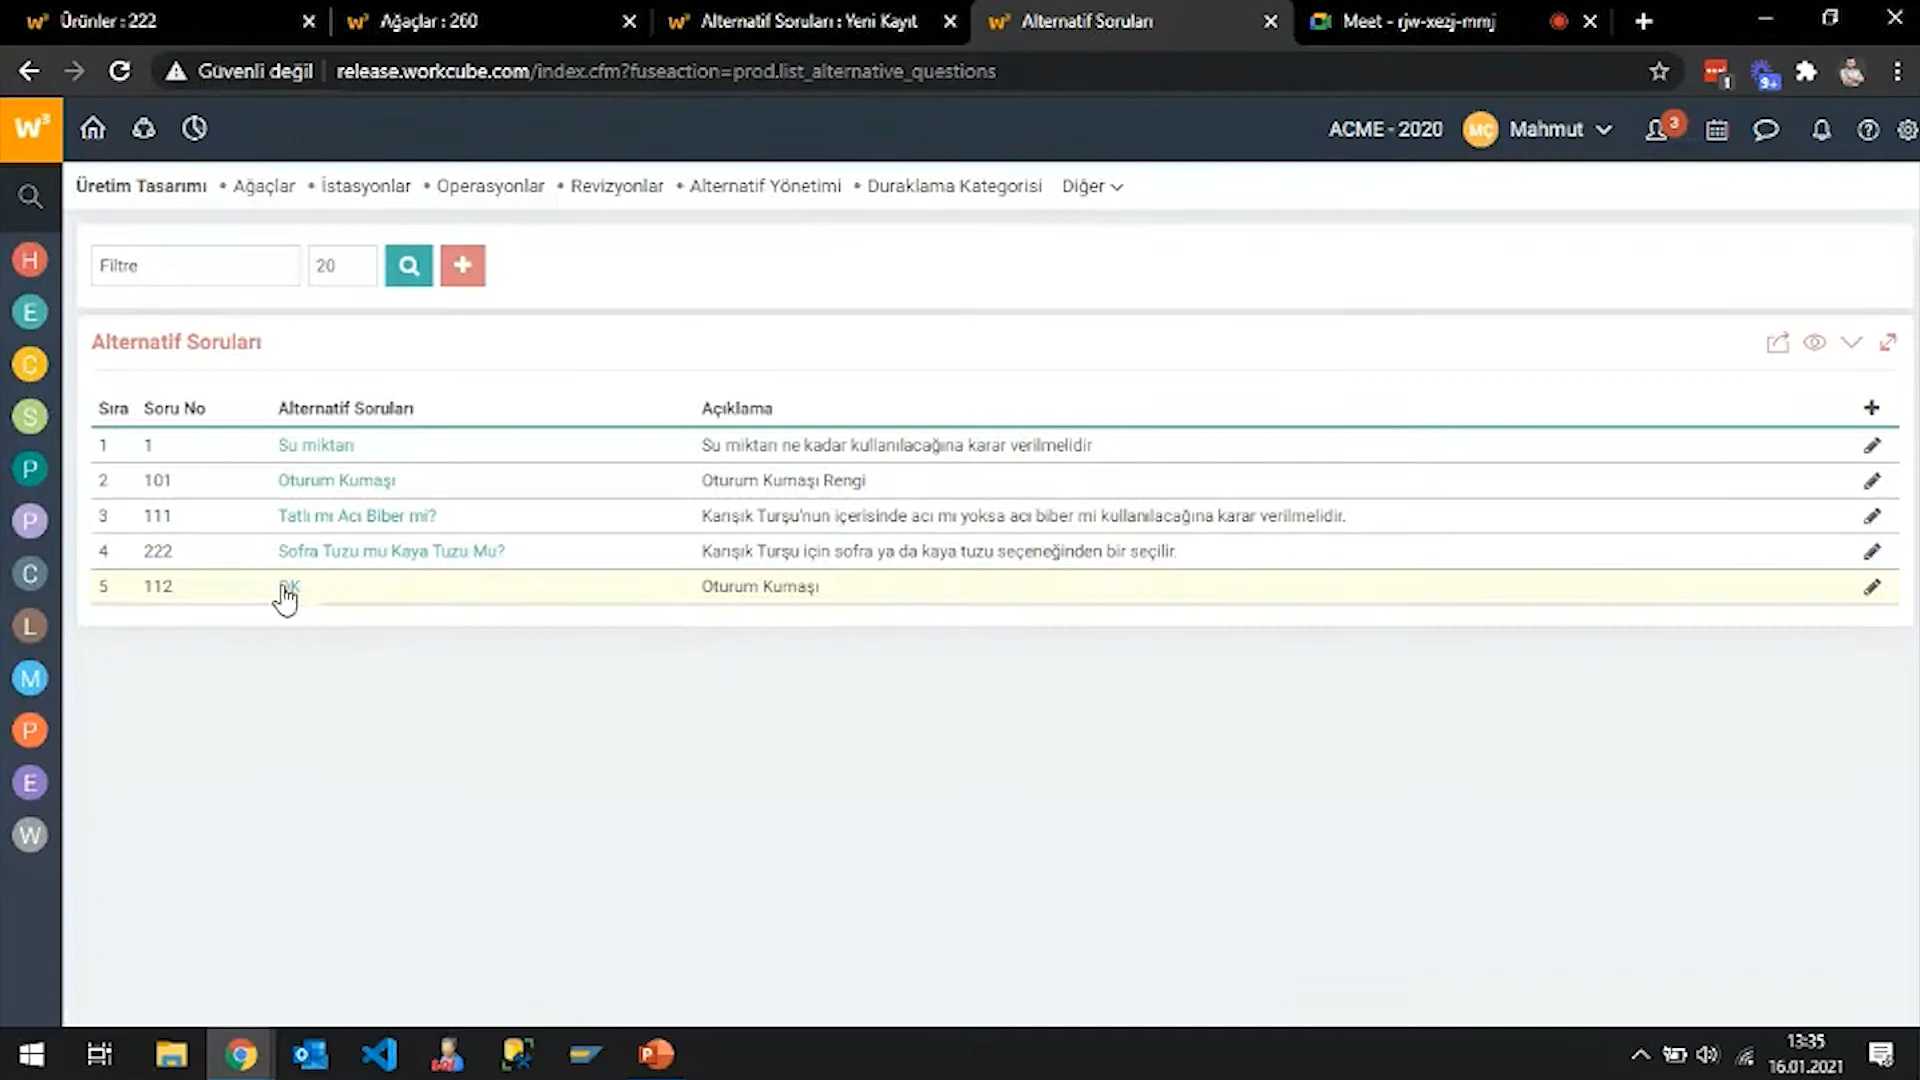 Ürünler : 222
Ağaçlar : 260
Alternatif Soruları : Yeni Kayıt
Alternatif Soruları
Meet - rjw-xezj-mmj
Güvenli değil
release.workcube.com/index.cfm?fuseaction=prod.list_alternative_questions
1
9+
W3
ACME - 2020
MC
Mahmut
3
Üretim Tasarımı • Ağaçlar • İstasyonlar • Operasyonlar • Revizyonlar • Alternatif Yönetimi • Duraklama Kategorisi Diğer
Filtre
20
Alternatif Soruları
Sıra Soru No Alternatif Soruları Açıklama
1 1 Su miktarı Su miktarı ne kadar kullanılacağına karar verilmelidir
2 101 Oturum Kumaşı Oturum Kumaşı Rengi
3 111 Tatlı mı Acı Biber mi? Karışık Turşu'nun içerisinde acı mı yoksa acı biber mi kullanılacağına karar verilmelidir.
4 222 Sofra Tuzu mu Kaya Tuzu Mu? Karışık Turşu için sofra ya da kaya tuzu seçeneğinden bir seçilir.
5 112 Oturum Kumaşı
H
E
Ç
S
P
P
C
L
M
P
E
W
13:35
16.01.2021